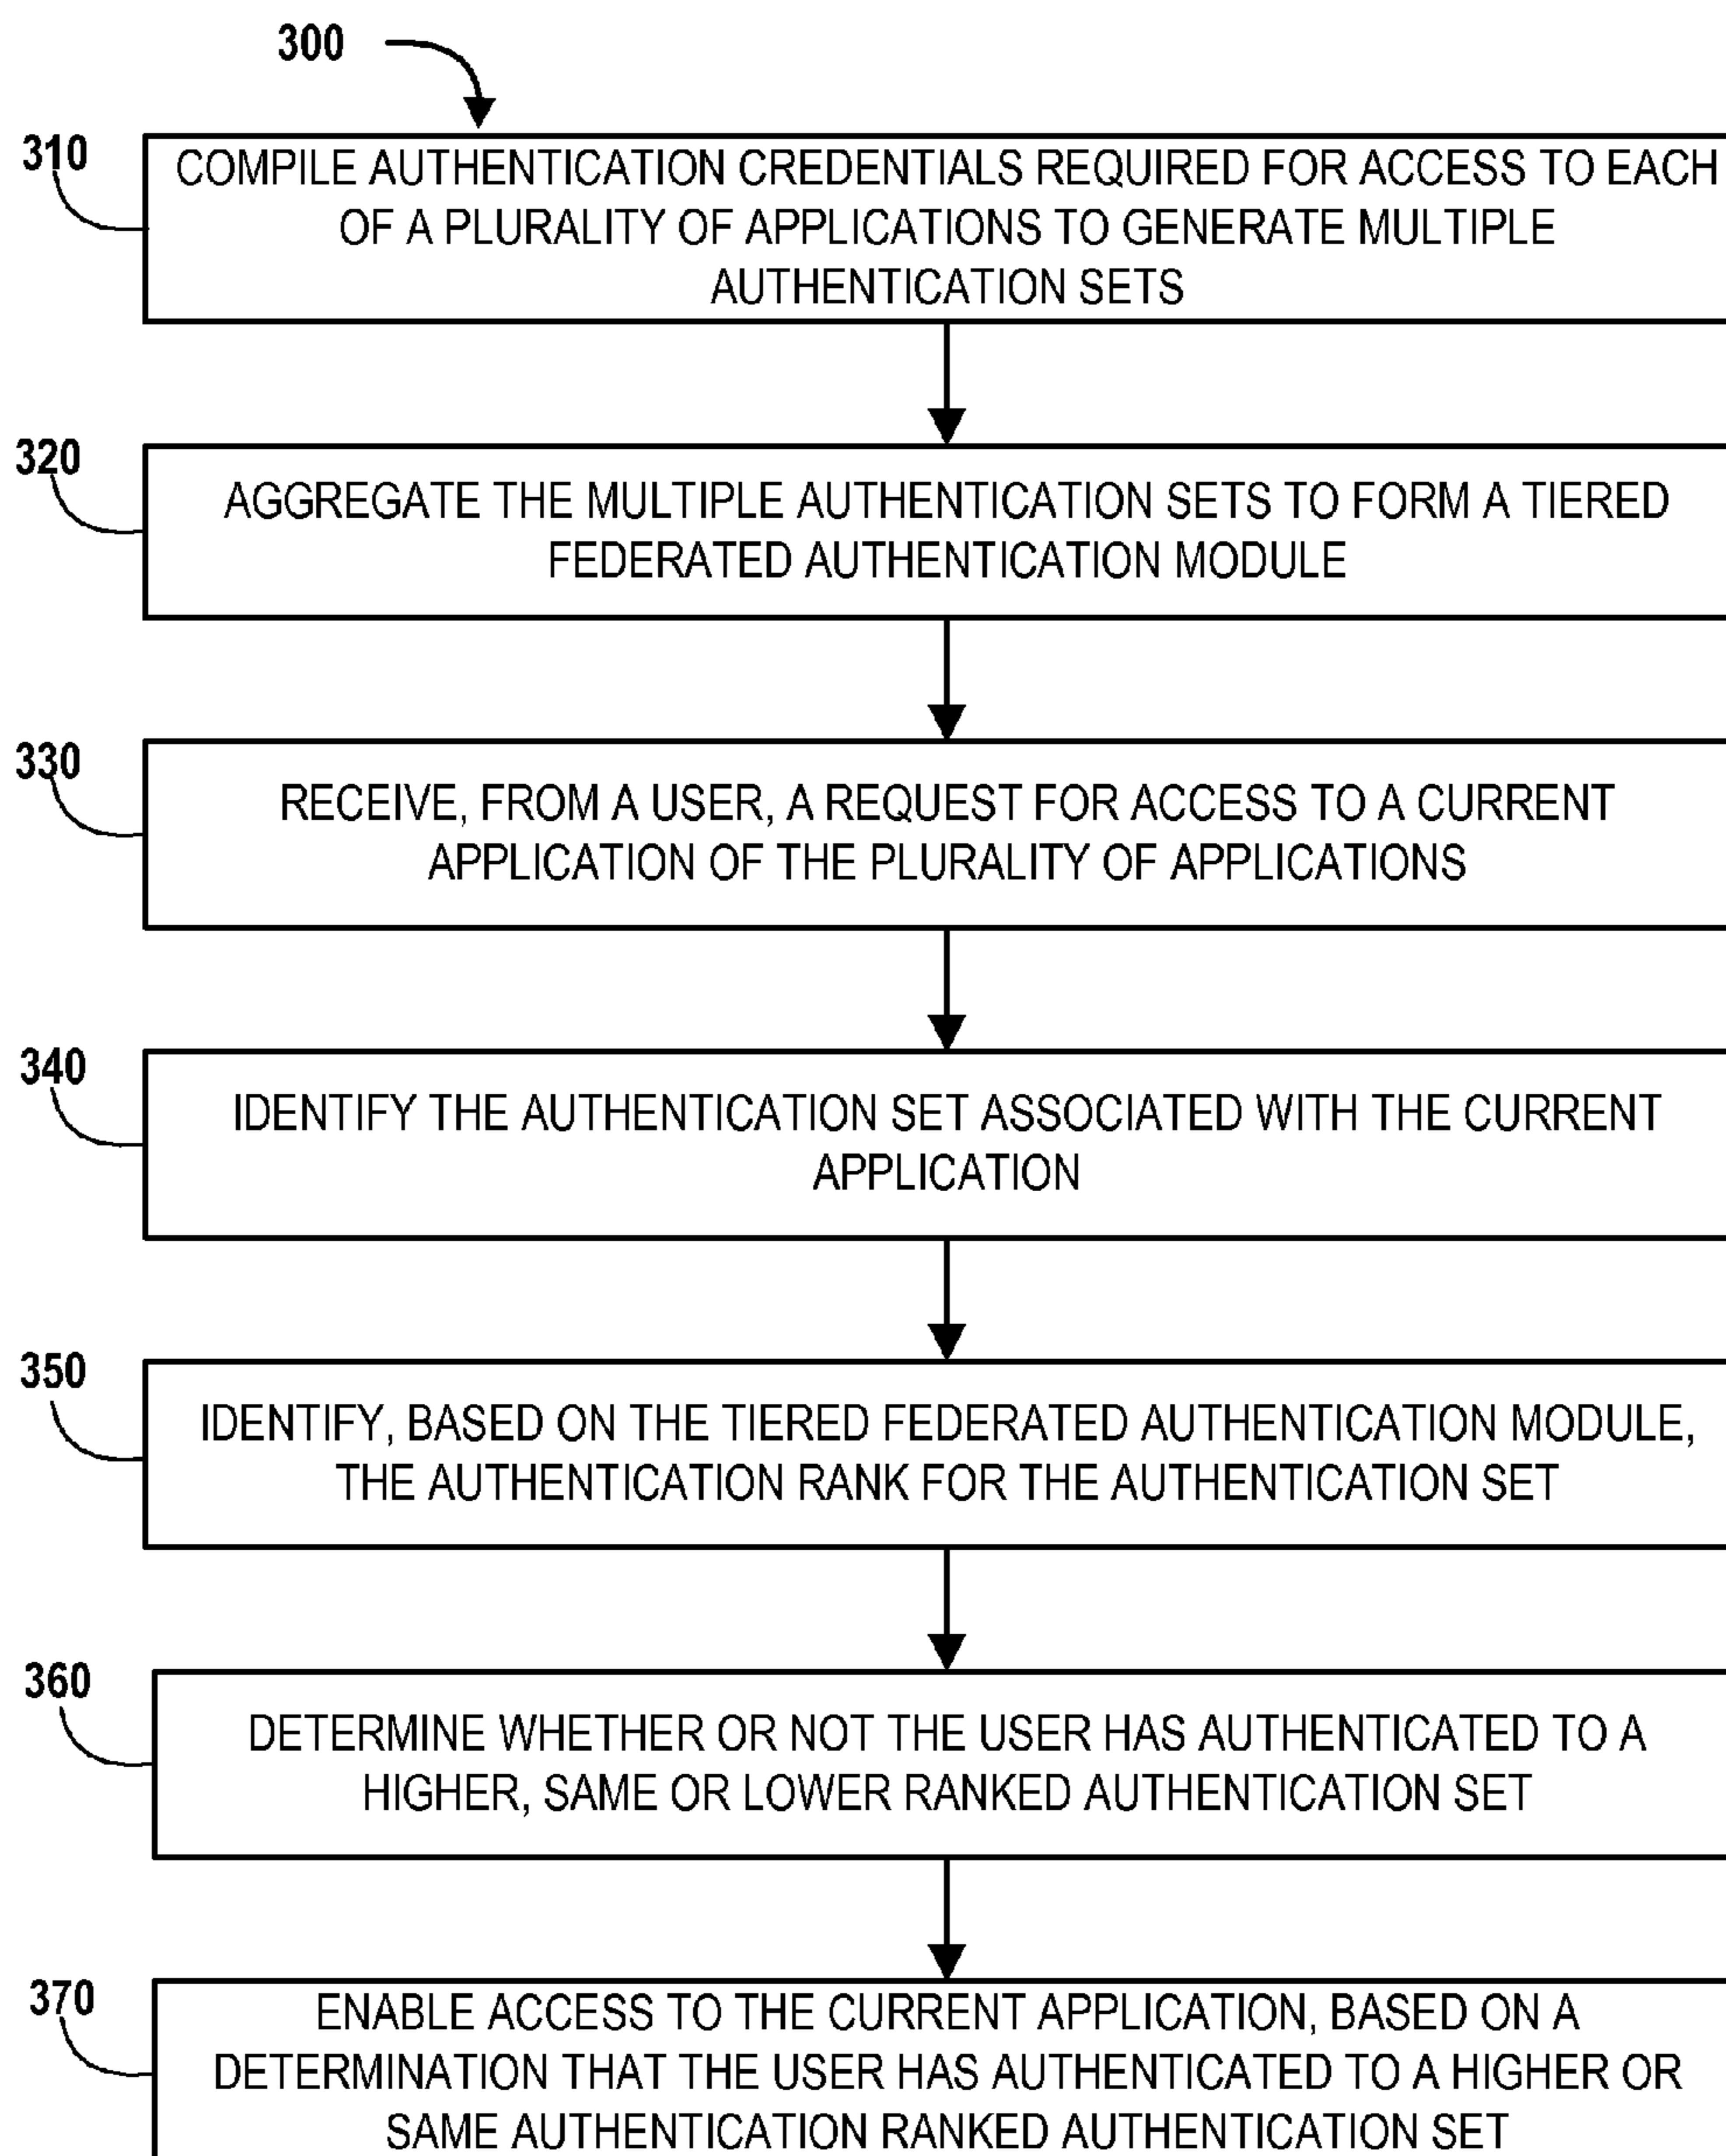 300
310
COMPILE AUTHENTICATION CREDENTIALS REQUIRED FOR ACCESS TO EACH
OF A PLURALITY OF APPLICATIONS TO GENERATE MULTIPLE
AUTHENTICATION SETS
320
AGGREGATE THE MULTIPLE AUTHENTICATION SETS TO FORM A TIERED
FEDERATED AUTHENTICATION MODULE
330
RECEIVE, FROM A USER, A REQUEST FOR ACCESS TO A CURRENT
APPLICATION OF THE PLURALITY OF APPLICATIONS
340
IDENTIFY THE AUTHENTICATION SET ASSOCIATED WITH THE CURRENT
APPLICATION
350
IDENTIFY, BASED ON THE TIERED FEDERATED AUTHENTICATION MODULE,
THE AUTHENTICATION RANK FOR THE AUTHENTICATION SET
360
DETERMINE WHETHER OR NOT THE USER HAS AUTHENTICATED TO A
HIGHER, SAME OR LOWER RANKED AUTHENTICATION SET
370
ENABLE ACCESS TO THE CURRENT APPLICATION, BASED ON A
DETERMINATION THAT THE USER HAS AUTHENTICATED TO A HIGHER OR
SAME AUTHENTICATION RANKED AUTHENTICATION SET